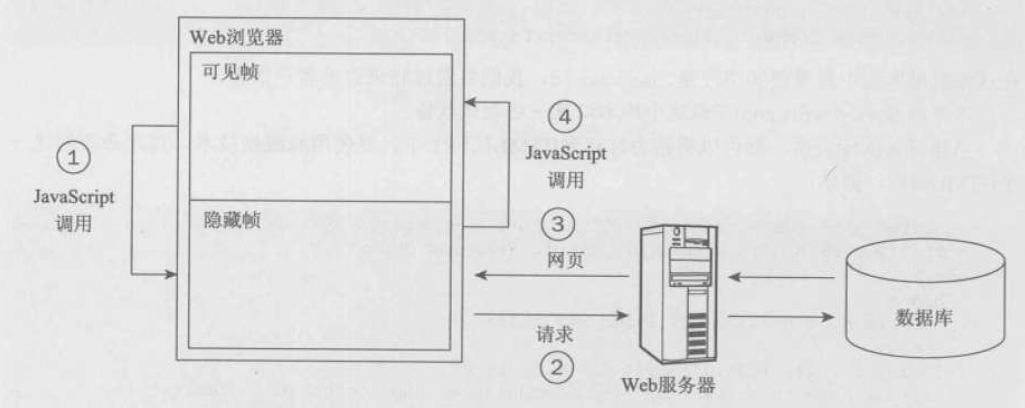 Web浏览器
可见帧
①
JavaScript
调用
④
JavaScript
调用
隐藏帧
③
网页
请求
②
Web服务器
数据库